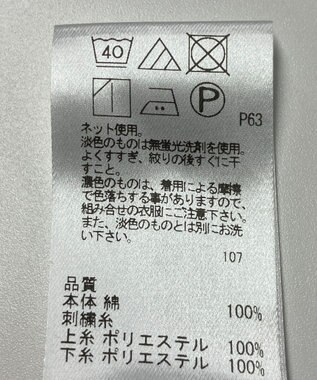 40
P
P63
ネット使用。
淡色のものは無蛍光洗剤を使用。
よくすすぎ、絞りの後すぐに干
すこと。
濃色のものは、着用による摩擦
で色落ちする事がありますので、
組み合せの衣服にご注意下さい。
また、淡色のものとは別にお洗
い下さい。
107
品質
本体 綿 100%
刺繍糸
上糸 ポリエステル 100%
下糸 ポリエステル 100%